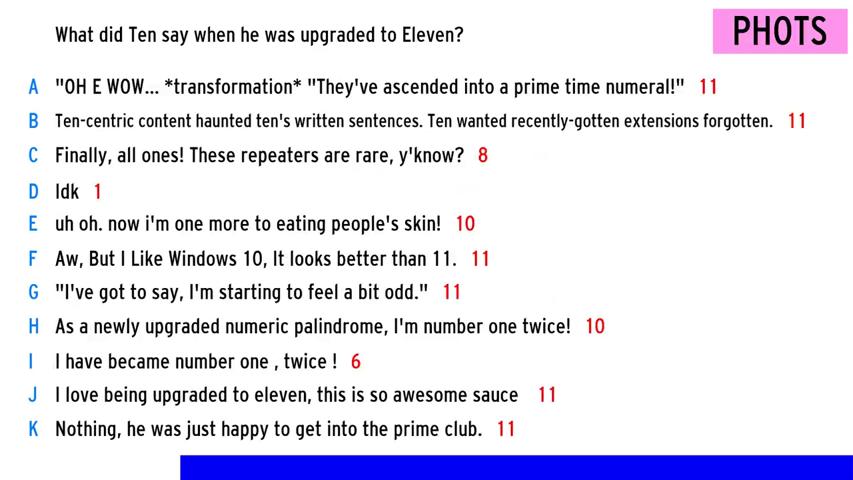 What did Ten say when he was upgraded to Eleven?
PHOTS
A "OH E WOW... *transformation* "They've ascended into a prime time numeral!" 11
B Ten-centric content haunted ten's written sentences. Ten wanted recently-gotten extensions forgotten. 11
C Finally, all ones! These repeaters are rare, y'know? 8
D Idk 1
E uh oh. now i'm one more to eating people's skin! 10
F Aw, But I Like Windows 10, It looks better than 11. 11
G "I've got to say, I'm starting to feel a bit odd." 11
H As a newly upgraded numeric palindrome, I'm number one twice! 10
I I have became number one , twice ! 6
J I love being upgraded to eleven, this is so awesome sauce 11
K Nothing, he was just happy to get into the prime club. 11